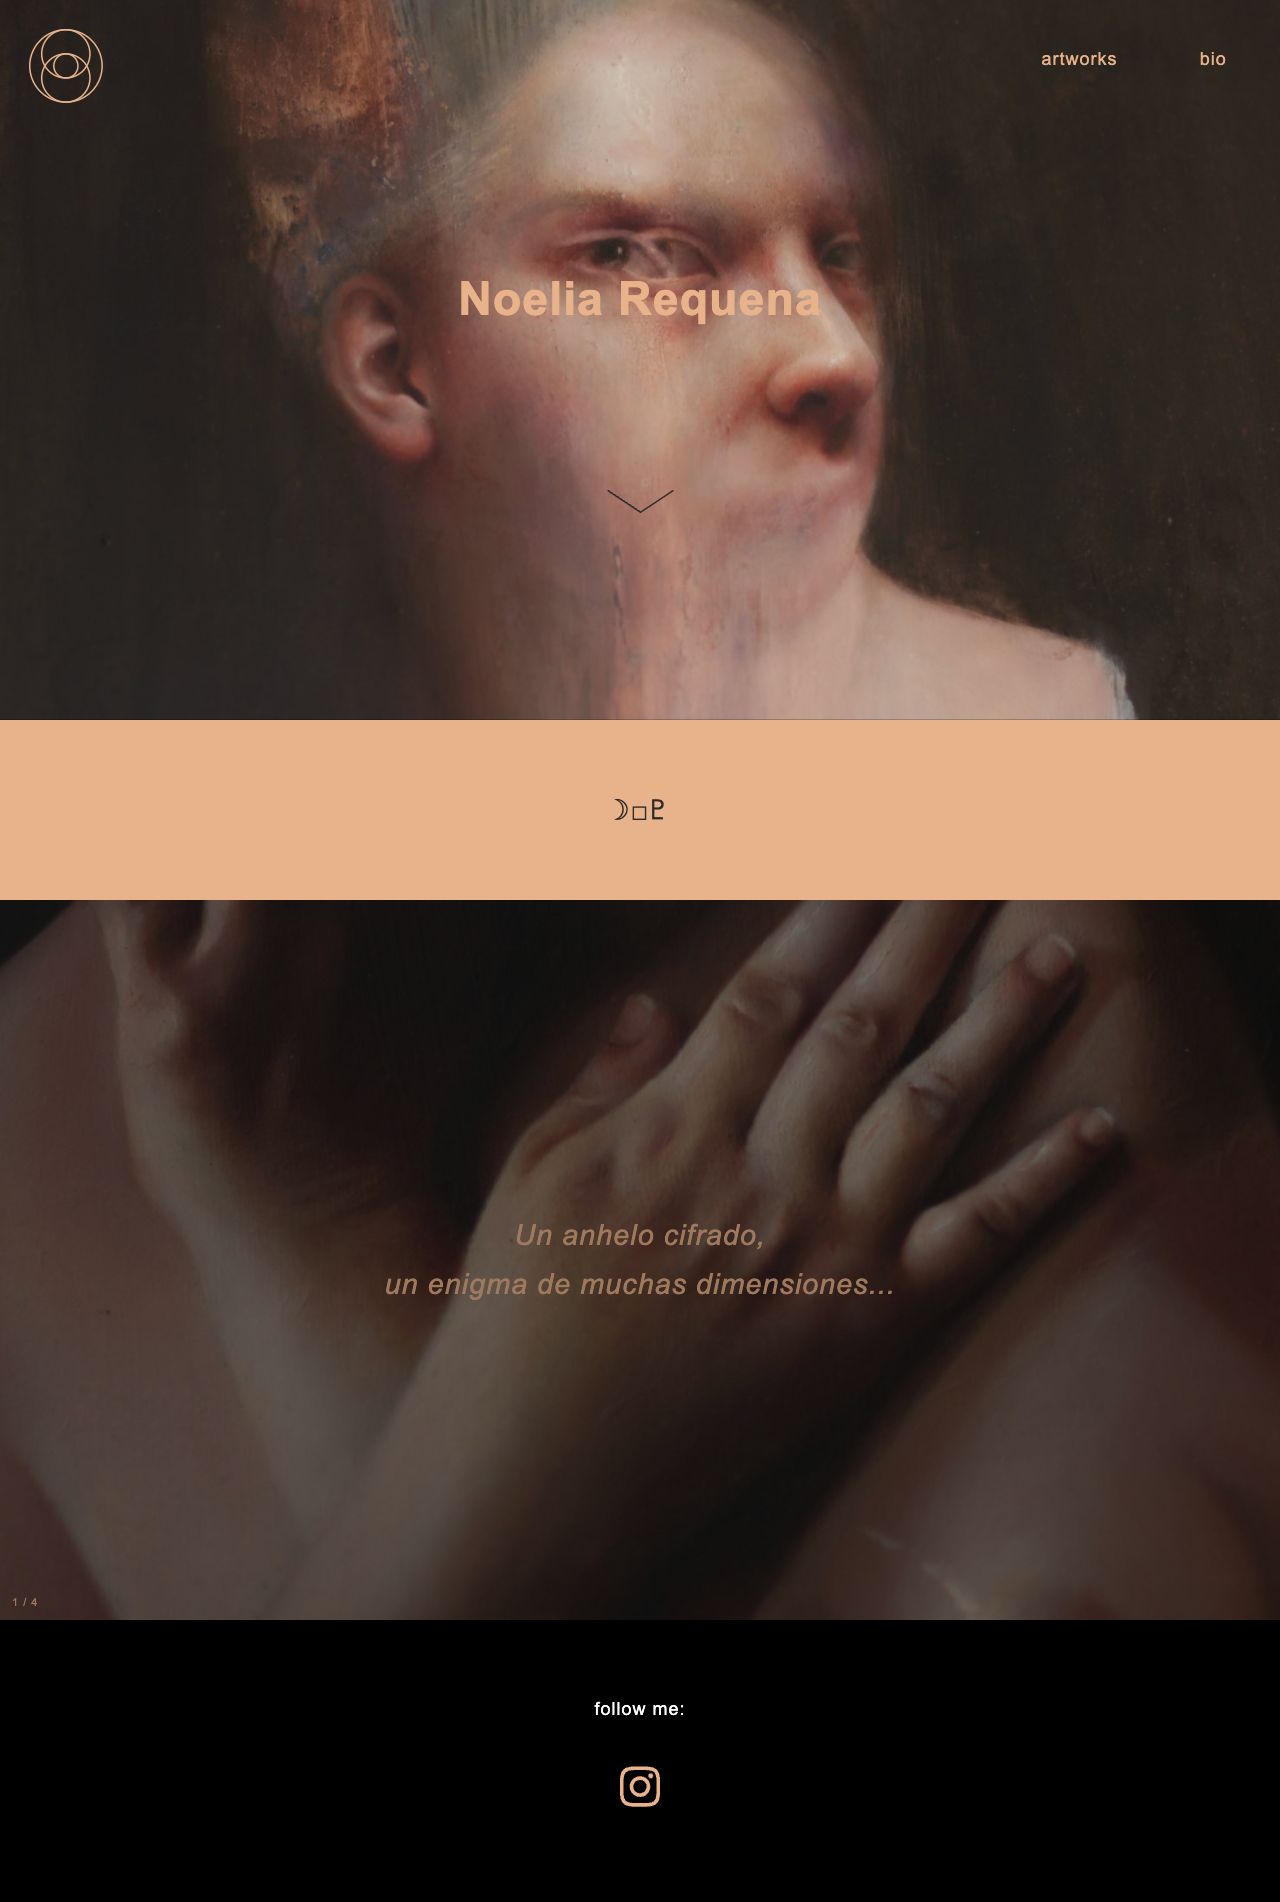 artworks
bio
Noelia Requena
☽□♇
Un anhelo cifrado,
un enigma de muchas dimensiones...
1 / 4
follow me: